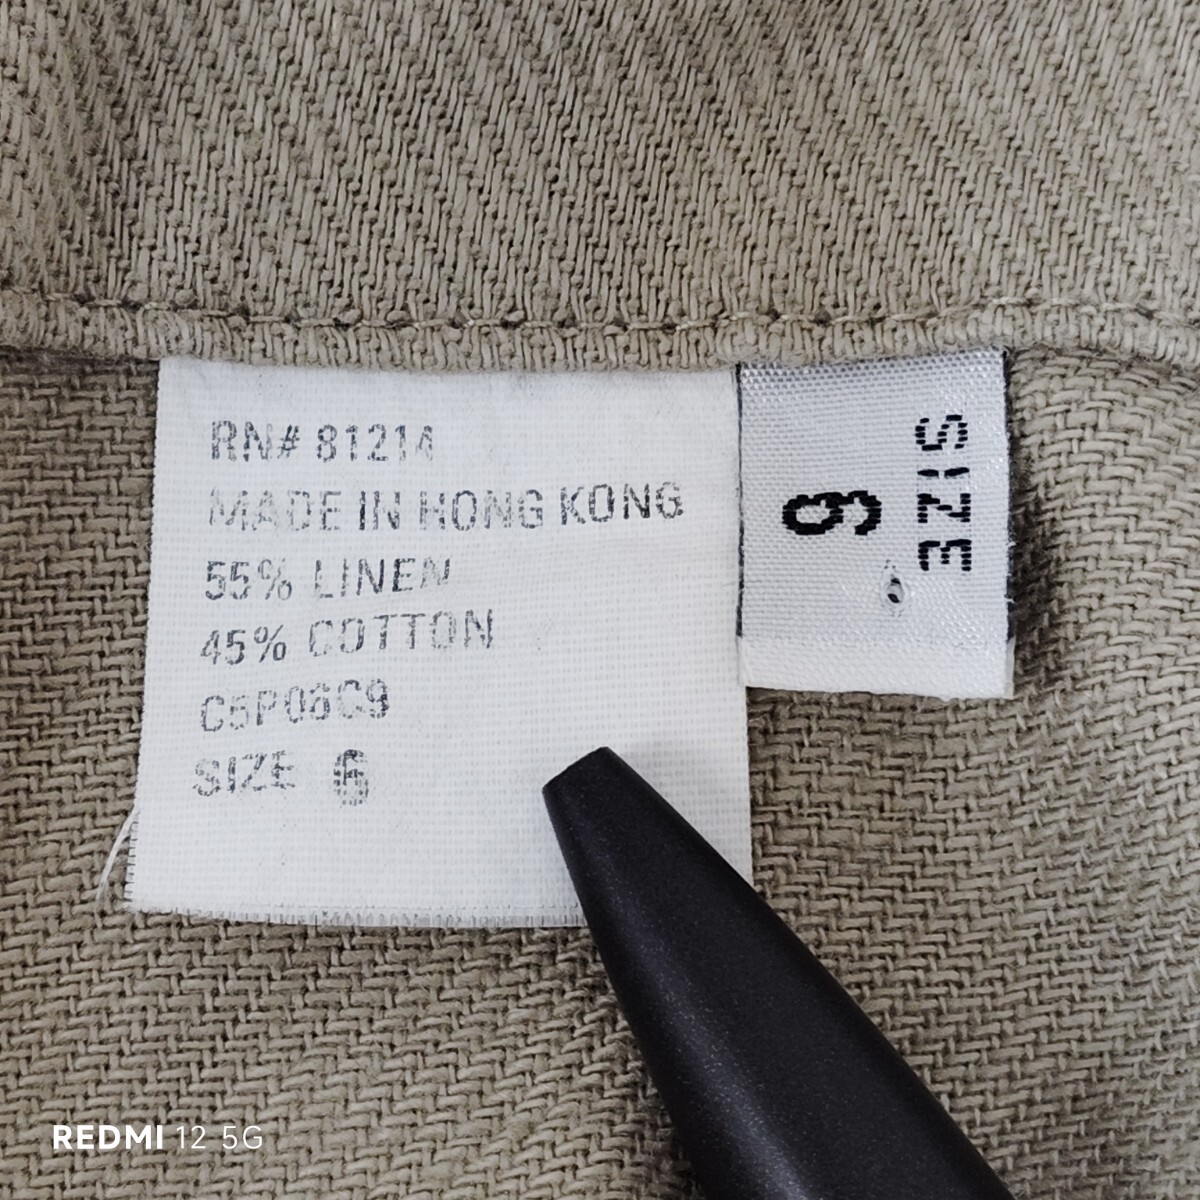 RN# 81214
MADE IN HONG KONG
55% LINEN
45% COTTON
C5P06C9
SIZE 6
SIZE
6
REDMI 12 5G